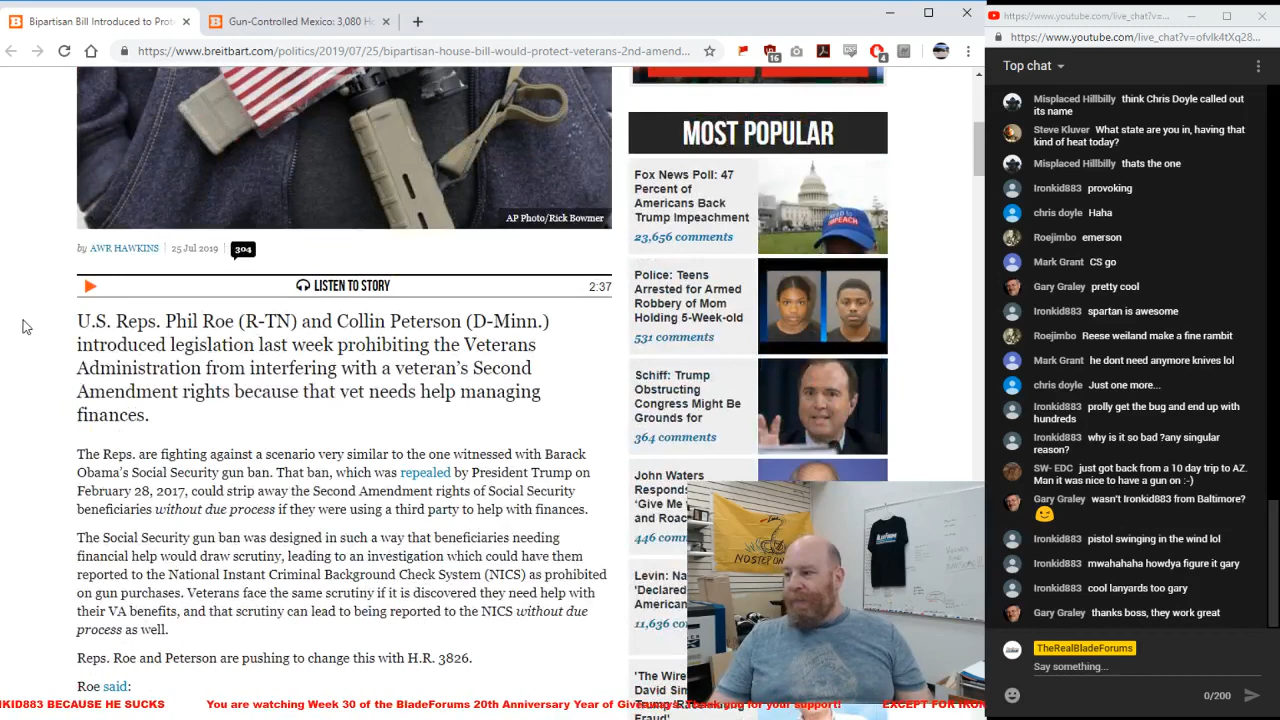 Bipartisan Bill Introduced to Prote
Gun-Controlled Mexico 3,080 Ho
https://www.breitbart.com/politics/2019/07/25/bipartisan-house-bill-would-protect-veterans-2nd-amend...
16
4
AP Photo/Rick Bowmer
by AWR HAWKINS
25 Jul 2019
304
LISTEN TO STORY
2:37
U.S. Reps. Phil Roe (R-TN) and Collin Peterson (D-Minn.)
introduced legislation last week prohibiting the Veterans
Administration from interfering with a veteran's Second
Amendment rights because that vet needs help managing
finances.
The Reps. are fighting against a scenario very similar to the one witnessed with Barack
Obama's Social Security gun ban. That ban, which was repealed by President Trump on
February 28, 2017, could strip away the Second Amendment rights of Social Security
beneficiaries without due process if they were using a third party to help with finances.
The Social Security gun ban was designed in such a way that beneficiaries needing
financial help would draw scrutiny, leading to an investigation which could have them
reported to the National Instant Criminal Background Check System (NICS) as prohibited
on gun purchases. Veterans face the same scrutiny if it is discovered they need help with
their VA benefits, and that scrutiny can lead to being reported to the NICS without due
process as well.
Reps. Roe and Peterson are pushing to change this with H.R. 3826.
Roe said:
MOST POPULAR
Fox News Poll: 47
Percent of
Americans Back
Trump Impeachment
23,656 comments
IMPEACH
Police: Teens
Arrested for Armed
Robbery of Mom
Holding 5-Week-old
531 comments
Schiff: Trump
Obstructing
Congress Might Be
Grounds for
364 comments
John Waters
Responds
'Give Me
and Roac
446 comm
Levin: Na
'Declared
American
11,636 co
'The Wire
David Sim
Fraud'
NO STEP ON
https://www.youtube.com/live_chat?v=...
https://www.youtube.com/live_chat?v=ofvlk4tXq28...
Top chat
Misplaced Hillbilly think Chris Doyle called out
its name
Steve Kluver What state are you in, having that
kind of heat today?
Misplaced Hillbilly thats the one
Ironkid883 provoking
chris doyle Haha
Roejimbo emerson
Mark Grant CS go
Gary Graley pretty cool
Ironkid883 spartan is awesome
Roejimbo Reese weiland make a fine rambit
Mark Grant he dont need anymore knives lol
chris doyle Just one more...
Ironkid883 prolly get the bug and end up with
hundreds
Ironkid883 why is it so bad ?any singular
reason?
SW- EDC just got back from a 10 day trip to AZ.
Man it was nice to have a gun on :-)
Gary Graley wasn't Ironkid883 from Baltimore?
Ironkid883 pistol swinging in the wind lol
Ironkid883 mwahahaha howdya figure it gary
Ironkid883 cool lanyards too gary
Gary Graley thanks boss, they work great
TheRealBladeForums
Say something...
0/200
NKID883 BECAUSE HE SUCKS
You are watching Week 30 of the BladeForums 20th Anniversary Year of Giveaways. Thank you for your support!
EXCEPT FOR IRON